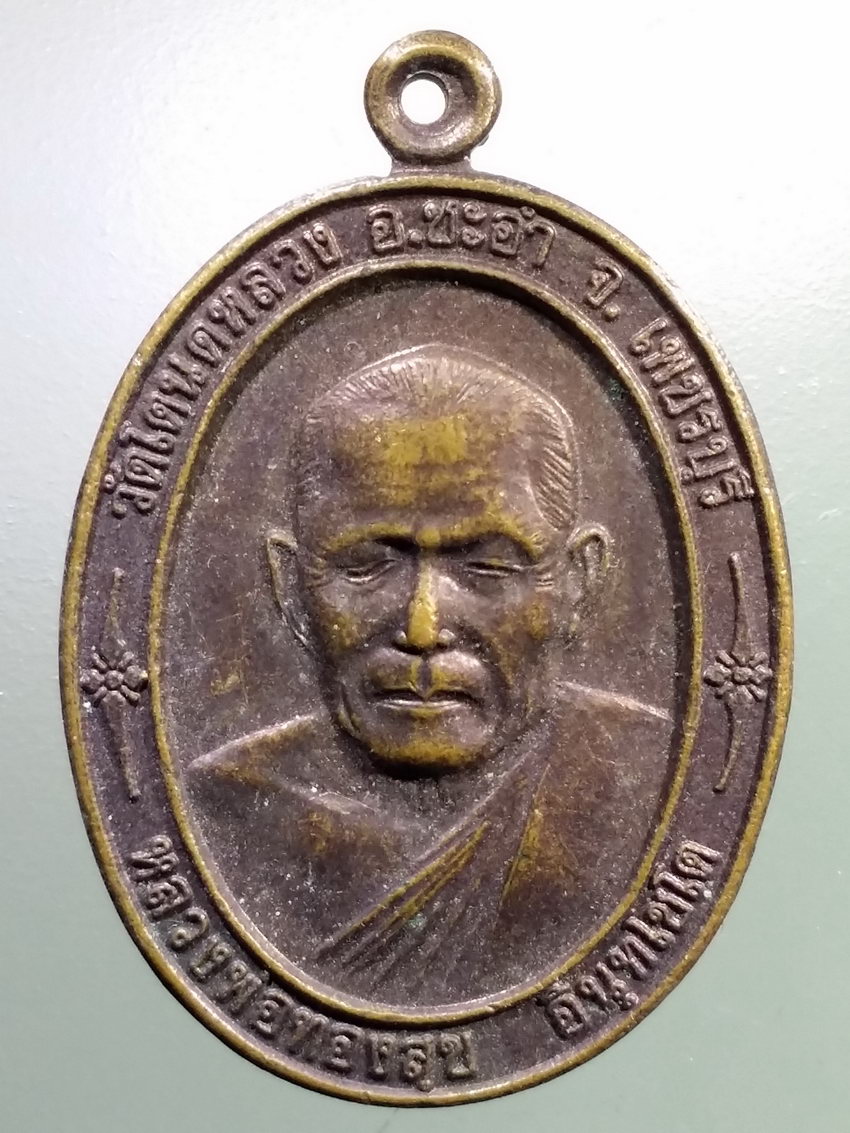 วัดโตนดหลวง อ.ชะอำ จ. เพชรบุรี
หลวงพ่อทองสุข อินฺทโชโต